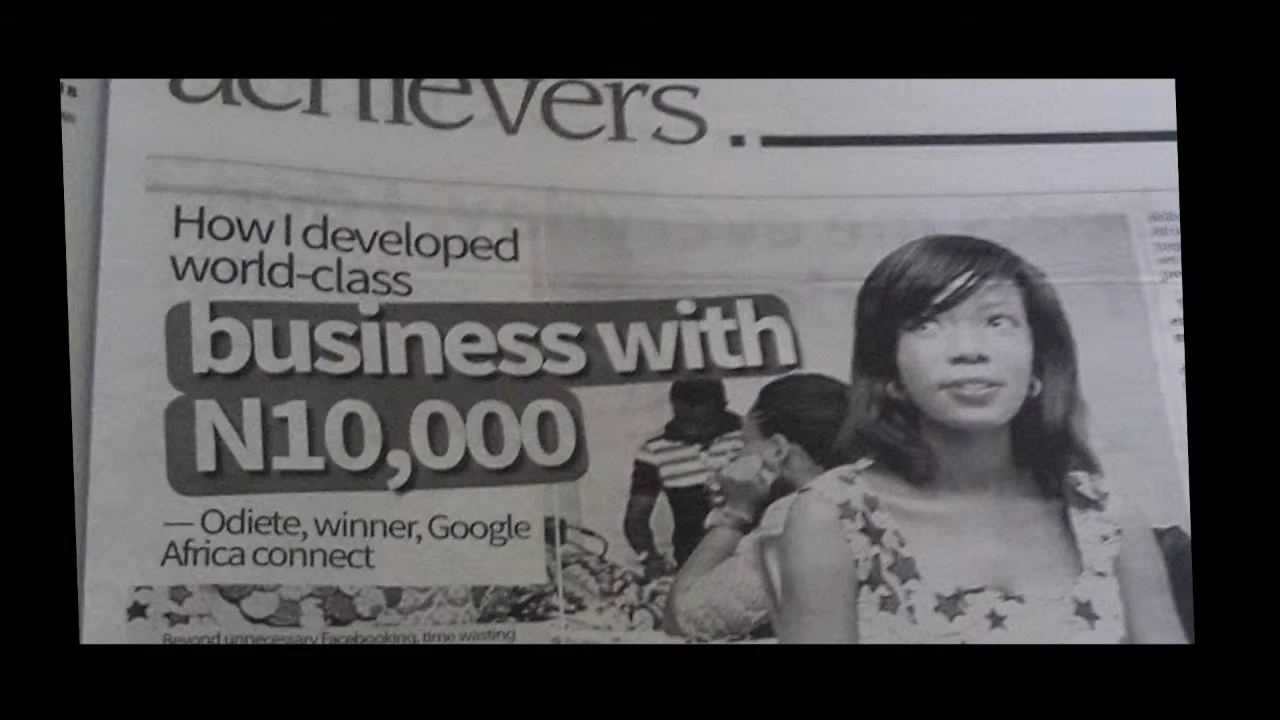 achievers..
How I developed
world-class
business with
N10,000
— Odiete, winner, Google
Africa connect
Beyond unnecessary Facebooking, time wasting